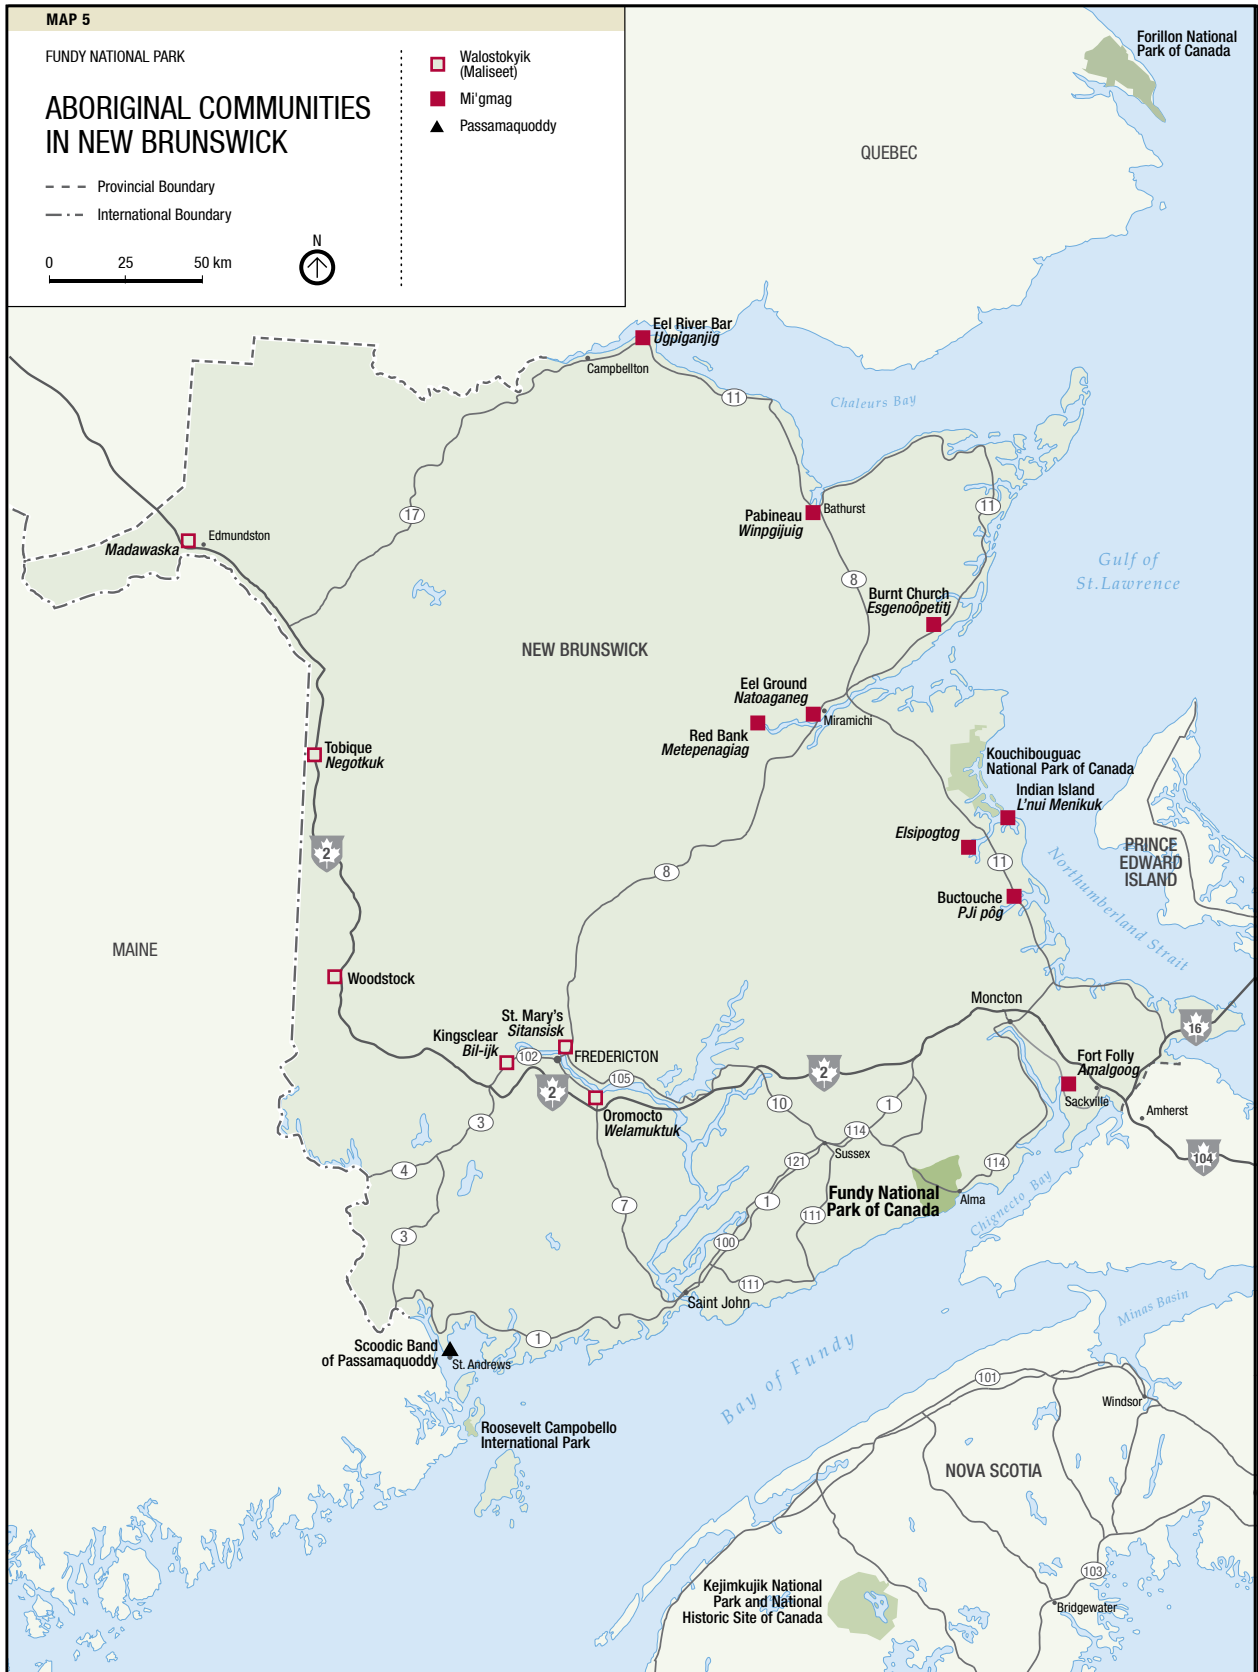 MAP 5
FUNDY NATIONAL PARK
ABORIGINAL COMMUNITIES
IN NEW BRUNSWICK
Provincial Boundary
International Boundary
0 25 50 km
N
Walostokyik
(Maliseet)
Mi'gmag
Passamaquoddy
Forillon National
Park of Canada
QUEBEC
Eel River Bar
Ugpiganjig
Campbellton
11
Chaleurs Bay
17
Pabineau
Winpgijuig
Bathurst
11
Madawaska
Edmundston
Gulf of
St.Lawrence
8
Burnt Church
Esgenoôpetitj
NEW BRUNSWICK
Eel Ground
Natoaganeg
Miramichi
Red Bank
Metepenagiag
Tobique
Negotkuk
Kouchibouguac
National Park of Canada
Indian Island
L'nui Menikuk
Elsipogtog
2
8
11
PRINCE
EDWARD
ISLAND
Northumberland Strait
Buctouche
PJi pôg
MAINE
Woodstock
Moncton
St. Mary's
Sitansisk
Kingsclear
Bil-ijk
102
FREDERICTON
105
2
2
16
Fort Folly
Amalgoog
Sackville
Amherst
Oromocto
Welamuktuk
10
1
3
114
Sussex
121
114
104
4
Fundy National
Park of Canada
Alma
Chignecto Bay
7
1
111
3
100
111
Saint John
Minas Basin
1
Scoodic Band
of Passamaquoddy
St. Andrews
Bay of Fundy
101
Windsor
Roosevelt Campobello
International Park
NOVA SCOTIA
103
Kejimkujik National
Park and National
Historic Site of Canada
Bridgewater